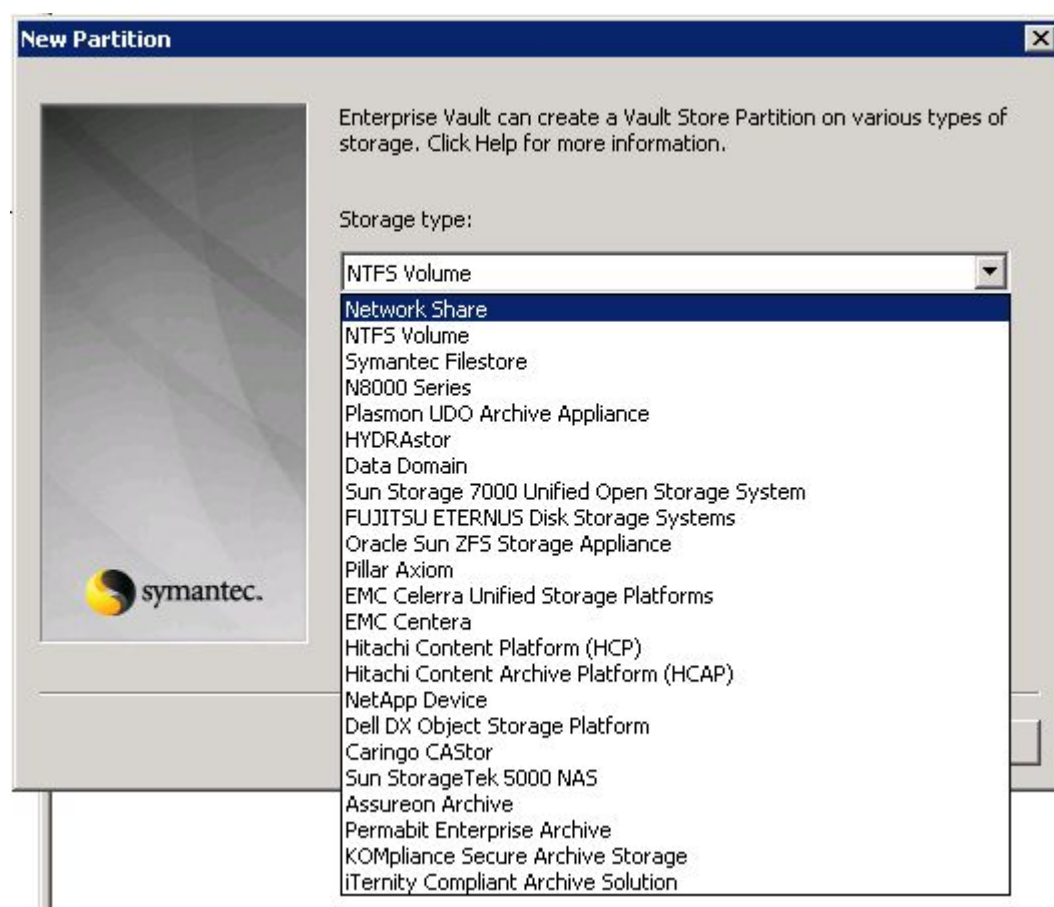 New Partition
Enterprise Vault can create a Vault Store Partition on various types of
storage. Click Help for more information.
Storage type:
NTFS Volume
Network Share
NTFS Volume
Symantec Filestore
N8000 Series
Plasmon UDO Archive Appliance
HYDRAstor
Data Domain
Sun Storage 7000 Unified Open Storage System
FUJITSU ETERNUS Disk Storage Systems
Oracle Sun ZFS Storage Appliance
Pillar Axiom
EMC Celerra Unified Storage Platforms
EMC Centera
Hitachi Content Platform (HCP)
Hitachi Content Archive Platform (HCAP)
NetApp Device
Dell DX Object Storage Platform
Caringo CAStor
Sun StorageTek 5000 NAS
Assureon Archive
Permabit Enterprise Archive
KOMpliance Secure Archive Storage
iTernity Compliant Archive Solution
symantec.